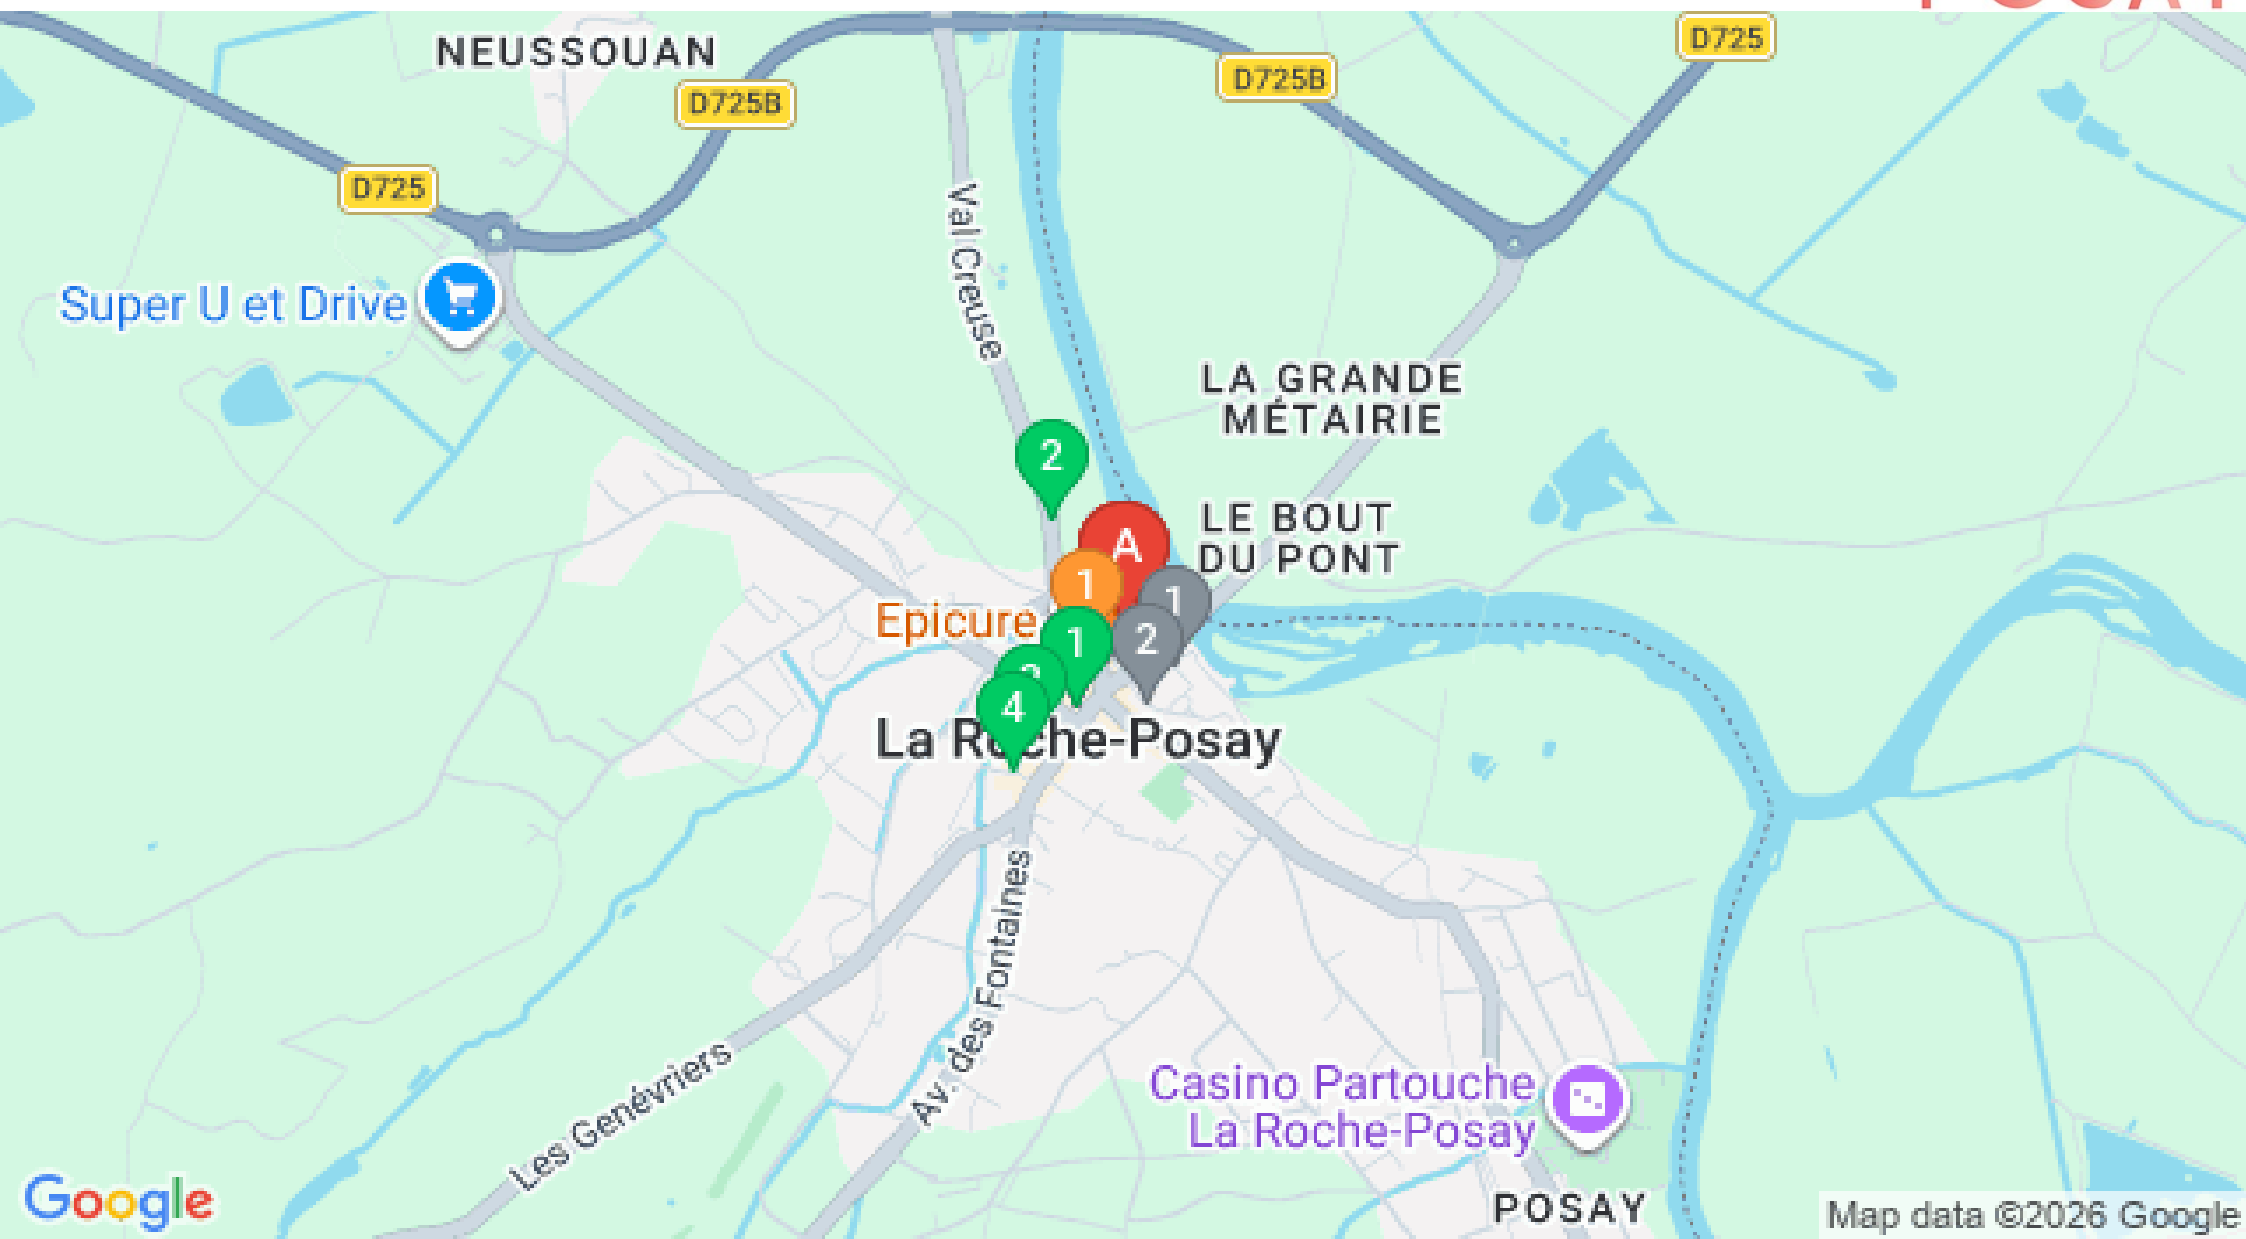 NEUSSOUAN
D725
D725B
D725B
D725
Val Creuse
Super U et Drive
LA GRANDE
MÉTAIRIE
2
LE BOUT
DU PONT
A
1
1
Epicure
1
2
4
La Roche-Posay
Av. des Fontaines
Les Genévriers
Casino Partouche
La Roche-Posay
POSAY
Google
Map data ©2026 Google